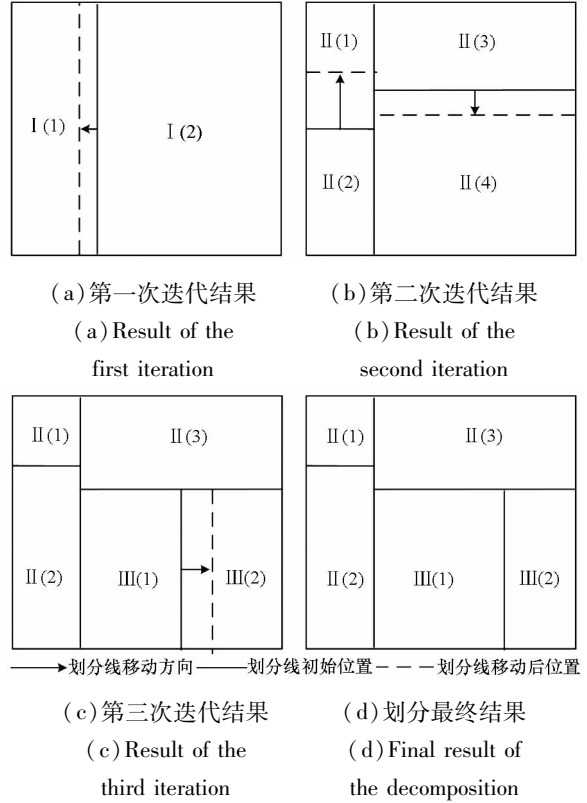 Ⅰ(1)
Ⅰ(2)
Ⅱ(1)
Ⅱ(3)
Ⅱ(2)
Ⅱ(4)
(a)第一次迭代结果
(a)Result of the
first iteration
(b)第二次迭代结果
(b)Result of the
second iteration
Ⅱ(1)
Ⅱ(3)
Ⅱ(2)
Ⅲ(1)
Ⅲ(2)
Ⅱ(1)
Ⅱ(3)
Ⅱ(2)
Ⅲ(1)
Ⅲ(2)
划分线移动方向 划分线初始位置 划分线移动后位置
(c)第三次迭代结果
(c)Result of the
third iteration
(d)划分最终结果
(d)Final result of
the decomposition